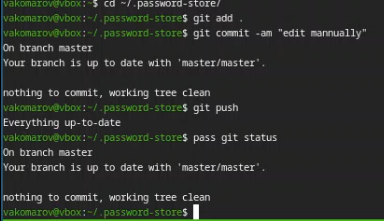 vakomarov@vbox:~$ cd ~/.password-store/
vakomarov@vbox:~/.password-store$ git add .
vakomarov@vbox:~/.password-store$ git commit -am "edit mannually"
On branch master
Your branch is up to date with 'master/master'.

nothing to commit, working tree clean
vakomarov@vbox:~/.password-store$ git push
Everything up-to-date
vakomarov@vbox:~/.password-store$ pass git status
On branch master
Your branch is up to date with 'master/master'.

nothing to commit, working tree clean
vakomarov@vbox:~/.password-store$